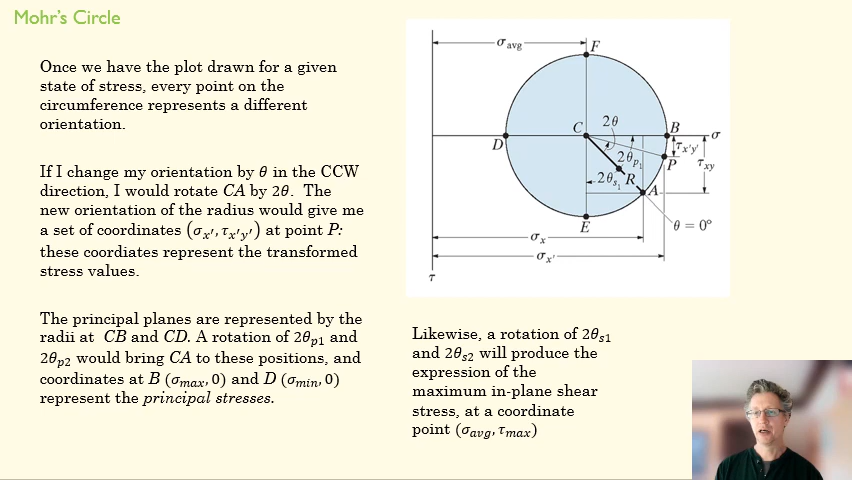 Mohr's Circle
Once we have the plot drawn for a given
state of stress, every point on the
circumference represents a different
orientation.
If I change my orientation by θ in the CCW
direction, I would rotate CA by 2θ. The
new orientation of the radius would give me
a set of coordinates (σx′, τx′y′) at point P:
these coordiates represent the transformed
stress values.
The principal planes are represented by the
radii at CB and CD. A rotation of 2θp1 and
2θp2 would bring CA to these positions, and
coordinates at B (σmax, 0) and D (σmin, 0)
represent the principal stresses.
σavg
F
C
2θ
B
σ
D
τx′y′
2θp1
P
τxy
2θs1
R
A
E
θ = 0°
σx
σx′
τ
Likewise, a rotation of 2θs1
and 2θs2 will produce the
expression of the
maximum in-plane shear
stress, at a coordinate
point (σavg, τmax)